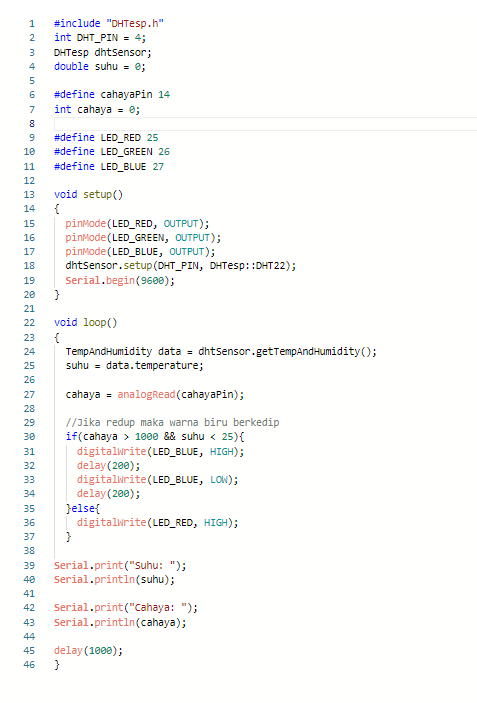 1 #include "DHTesp.h"
2 int DHT_PIN = 4;
3 DHTesp dhtSensor;
4 double suhu = 0;
5
6 #define cahayaPin 14
7 int cahaya = 0;
8
9 #define LED_RED 25
10 #define LED_GREEN 26
11 #define LED_BLUE 27
12
13 void setup()
14 {
15   pinMode(LED_RED, OUTPUT);
16   pinMode(LED_GREEN, OUTPUT);
17   pinMode(LED_BLUE, OUTPUT);
18   dhtSensor.setup(DHT_PIN, DHTesp::DHT22);
19   Serial.begin(9600);
20 }
21
22 void loop()
23 {
24   TempAndHumidity data = dhtSensor.getTempAndHumidity();
25   suhu = data.temperature;
26
27   cahaya = analogRead(cahayaPin);
28
29   //Jika redup maka warna biru berkedip
30   if(cahaya > 1000 && suhu < 25){
31     digitalWrite(LED_BLUE, HIGH);
32     delay(200);
33     digitalWrite(LED_BLUE, LOW);
34     delay(200);
35   }else{
36     digitalWrite(LED_RED, HIGH);
37   }
38
39 Serial.print("Suhu: ");
40 Serial.println(suhu);
41
42 Serial.print("Cahaya: ");
43 Serial.println(cahaya);
44
45 delay(1000);
46 }